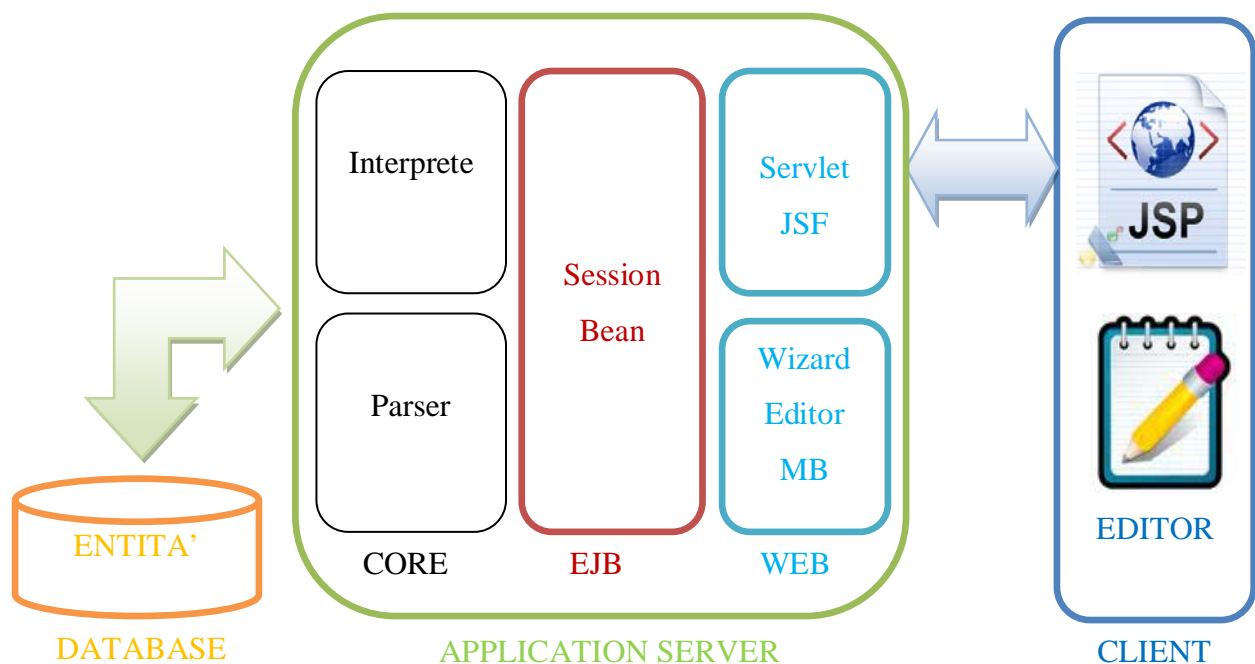 Interprete
Parser
CORE
Session
Bean
EJB
Servlet
JSF
Wizard
Editor
MB
WEB
JSP
EDITOR
ENTITA’
DATABASE
APPLICATION SERVER
CLIENT